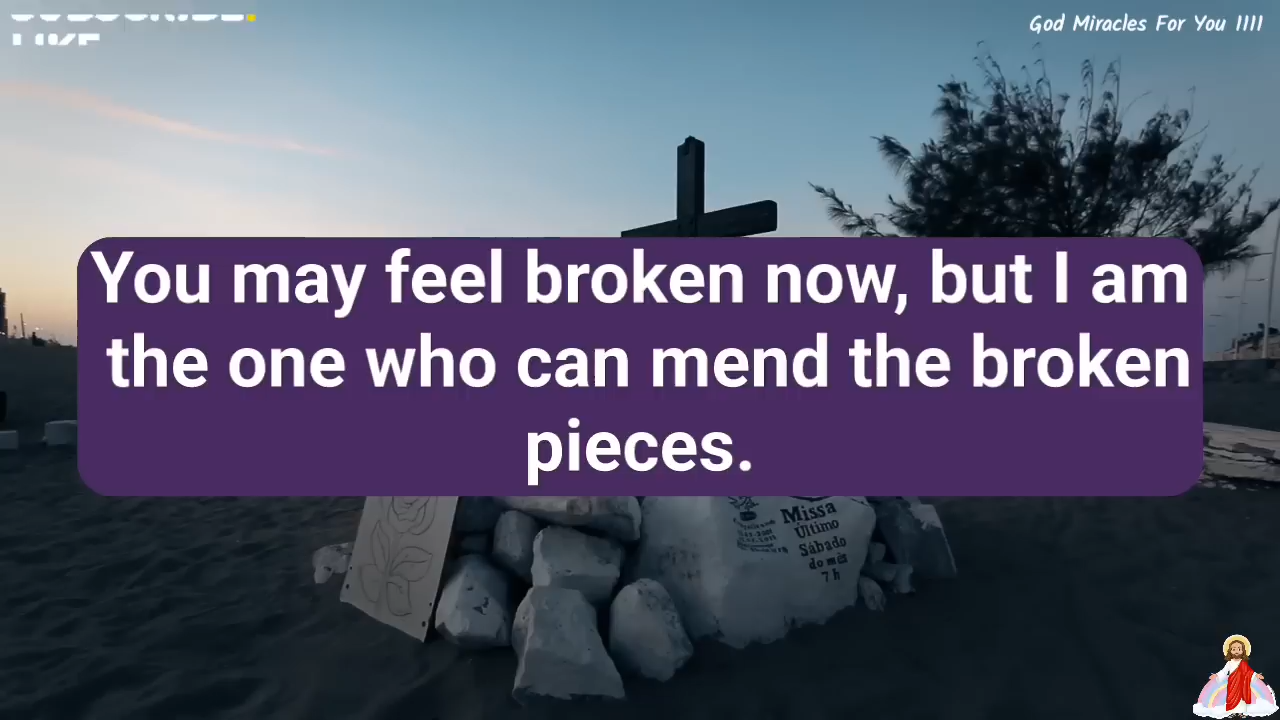 God Miracles For You 1111
You may feel broken now, but I am
the one who can mend the broken
pieces.
Missa
Último
Sábado
do mês
7 h